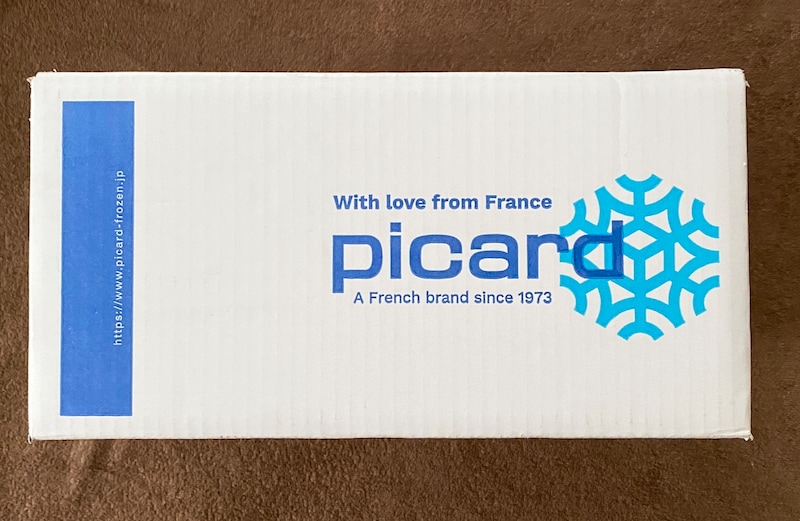 https://www.picard-frozen.jp
With love from France
picard
A French brand since 1973